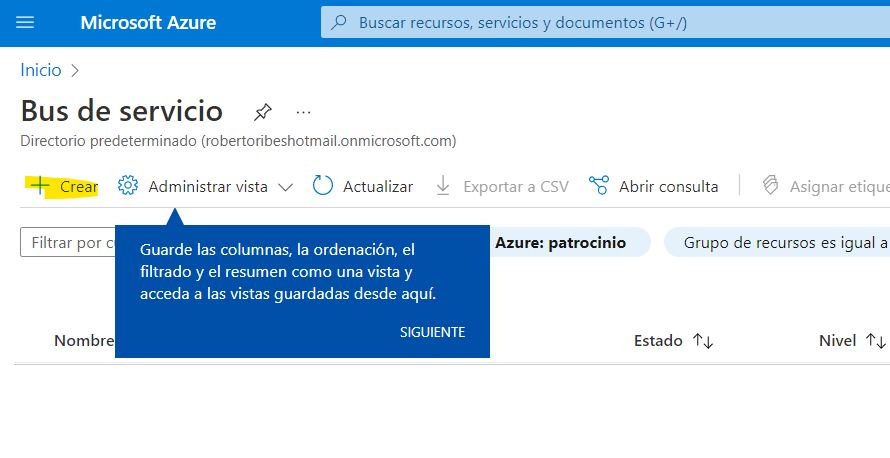 Microsoft Azure
Buscar recursos, servicios y documentos (G+/)
Inicio
Bus de servicio
Directorio predeterminado (robertoribeshotmail.onmicrosoft.com)
Crear Administrar vista Actualizar Exportar a CSV Abrir consulta Asignar etique
Filtrar por cu Azure: patrocinio Grupo de recursos es igual a
Guarde las columnas, la ordenación, el
filtrado y el resumen como una vista y
acceda a las vistas guardadas desde aquí.
SIGUIENTE
Nombre Estado Nivel